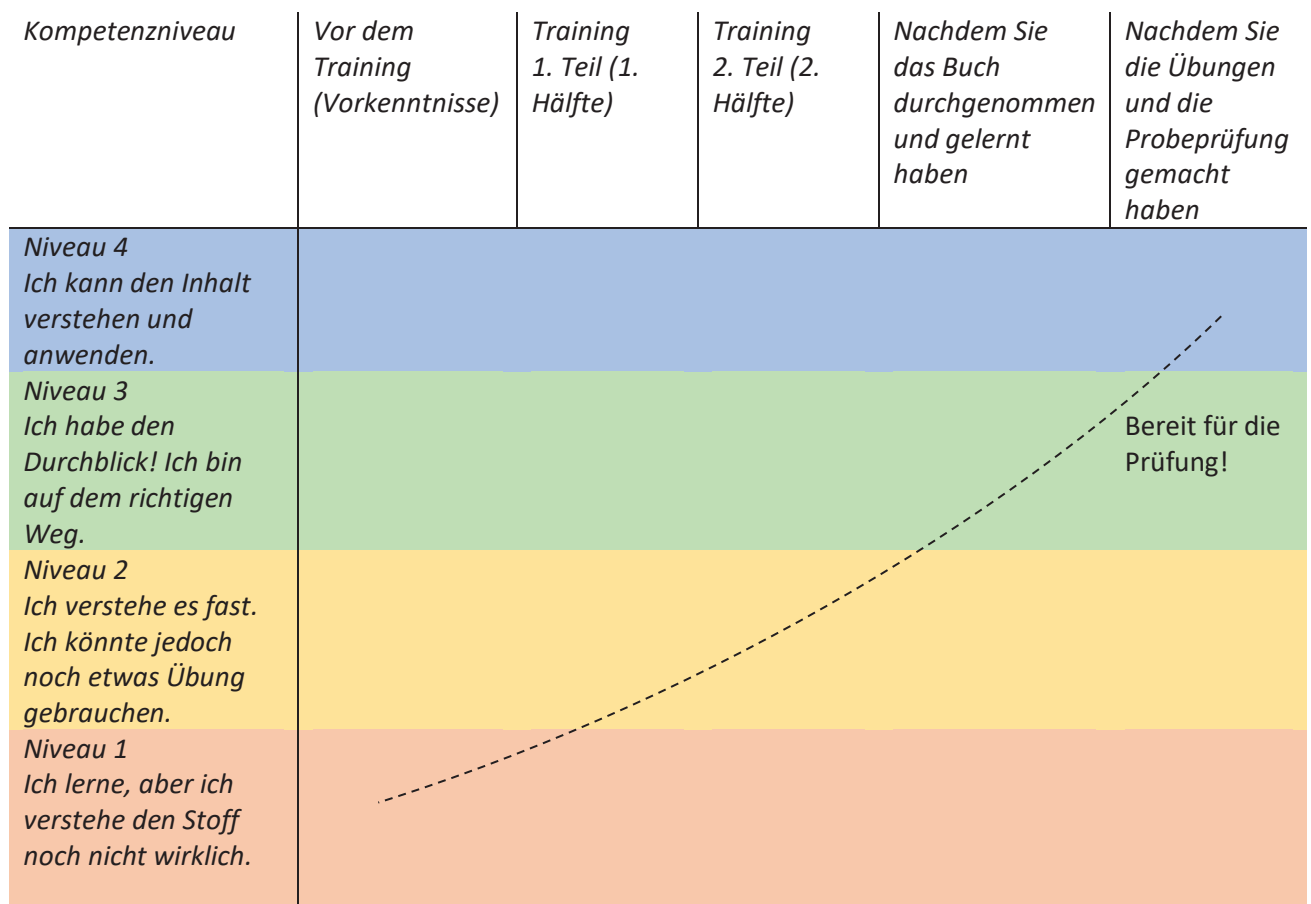 Kompetenzniveau
Vor dem
Training
(Vorkenntnisse)
Training
1. Teil (1.
Hälfte)
Training
2. Teil (2.
Hälfte)
Nachdem Sie
das Buch
durchgenommen
und gelernt
haben
Nachdem Sie
die Übungen
und die
Probeprüfung
gemacht
haben
Niveau 4
Ich kann den Inhalt
verstehen und
anwenden.
Niveau 3
Ich habe den
Durchblick! Ich bin
auf dem richtigen
Weg.
Bereit für die
Prüfung!
Niveau 2
Ich verstehe es fast.
Ich könnte jedoch
noch etwas Übung
gebrauchen.
Niveau 1
Ich lerne, aber ich
verstehe den Stoff
noch nicht wirklich.